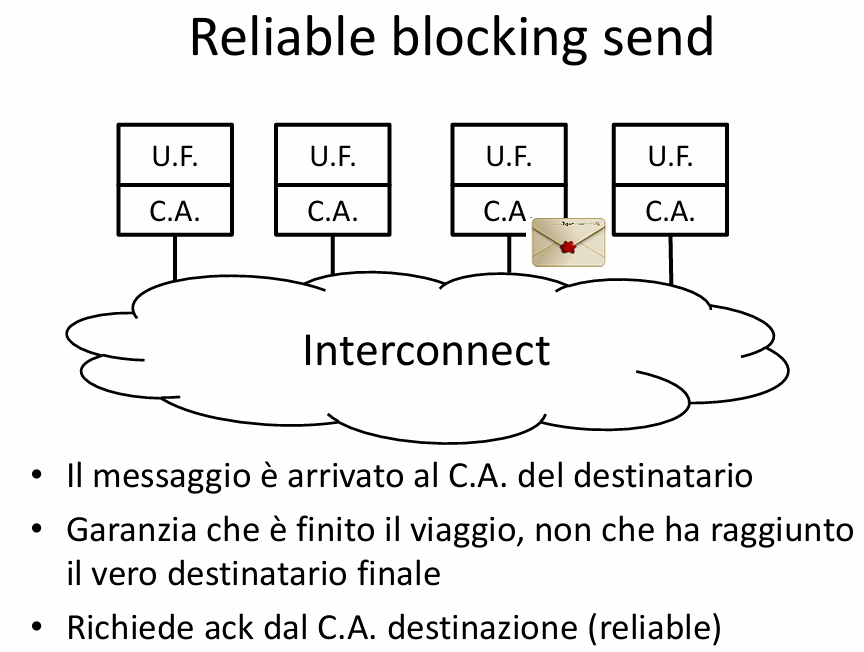 Reliable blocking send
U.F. U.F. U.F. U.F.
C.A. C.A. C.A C.A.
Interconnect
• Il messaggio è arrivato al C.A. del destinatario
• Garanzia che è finito il viaggio, non che ha raggiunto
il vero destinatario finale
• Richiede ack dal C.A. destinazione (reliable)